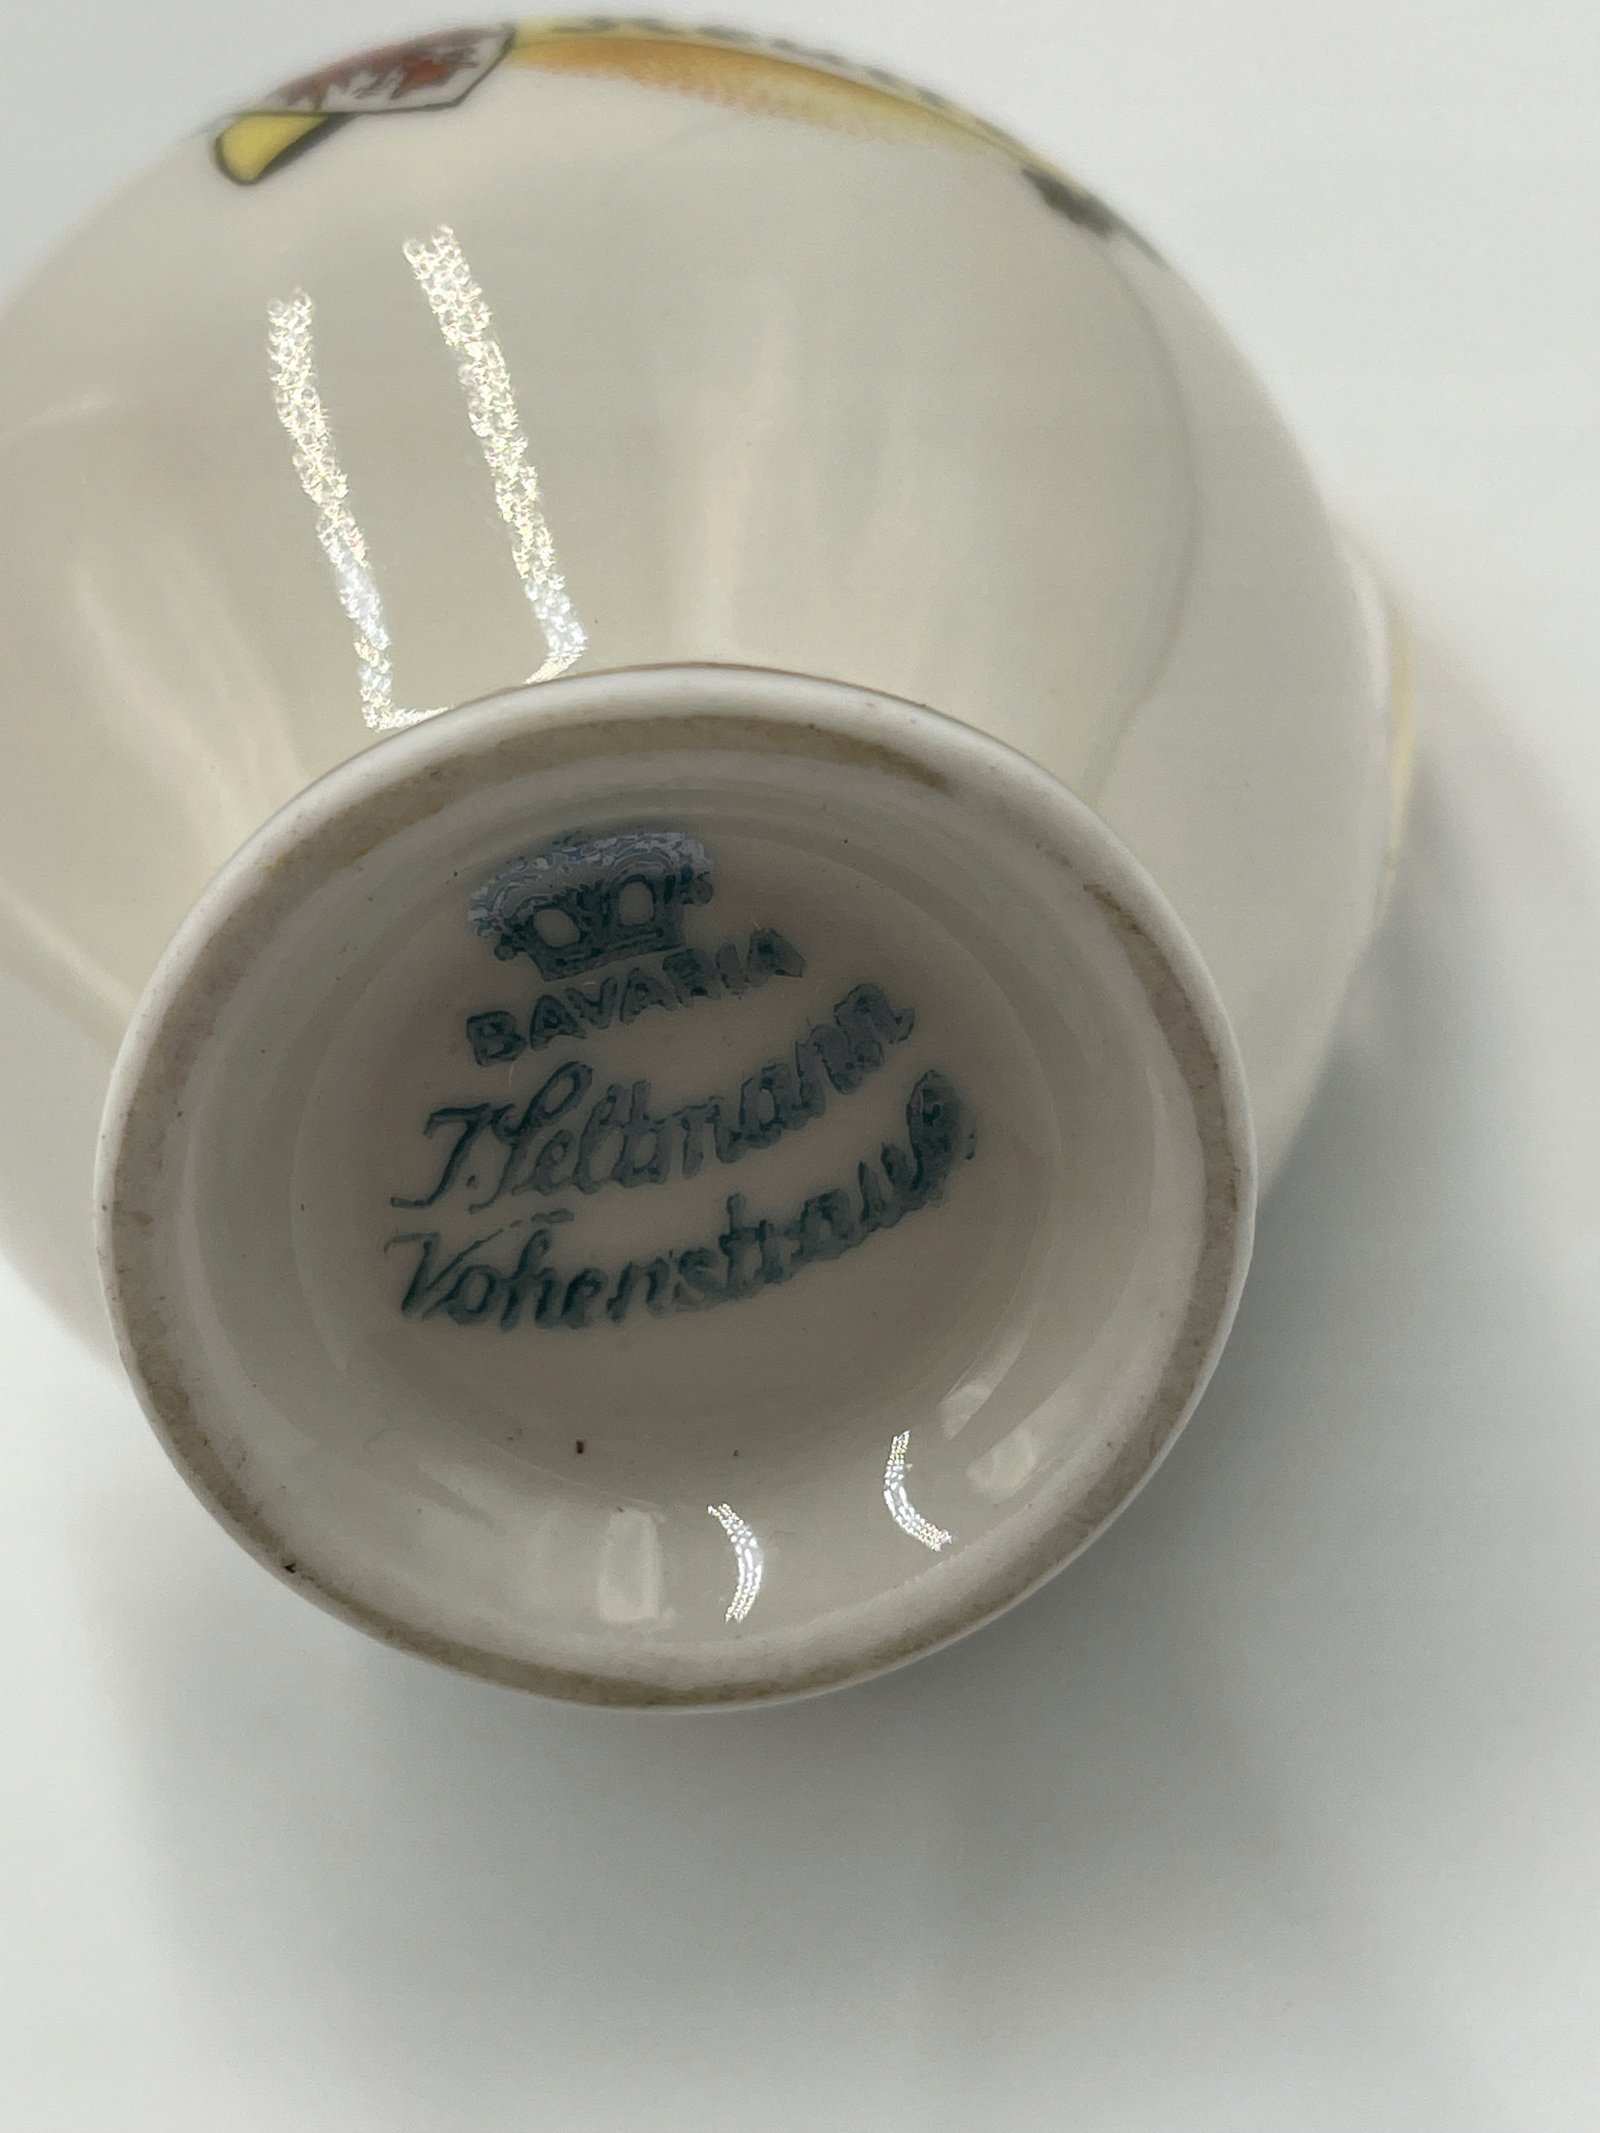 BAVARIA
J. Seltmann
Vohenstrauß